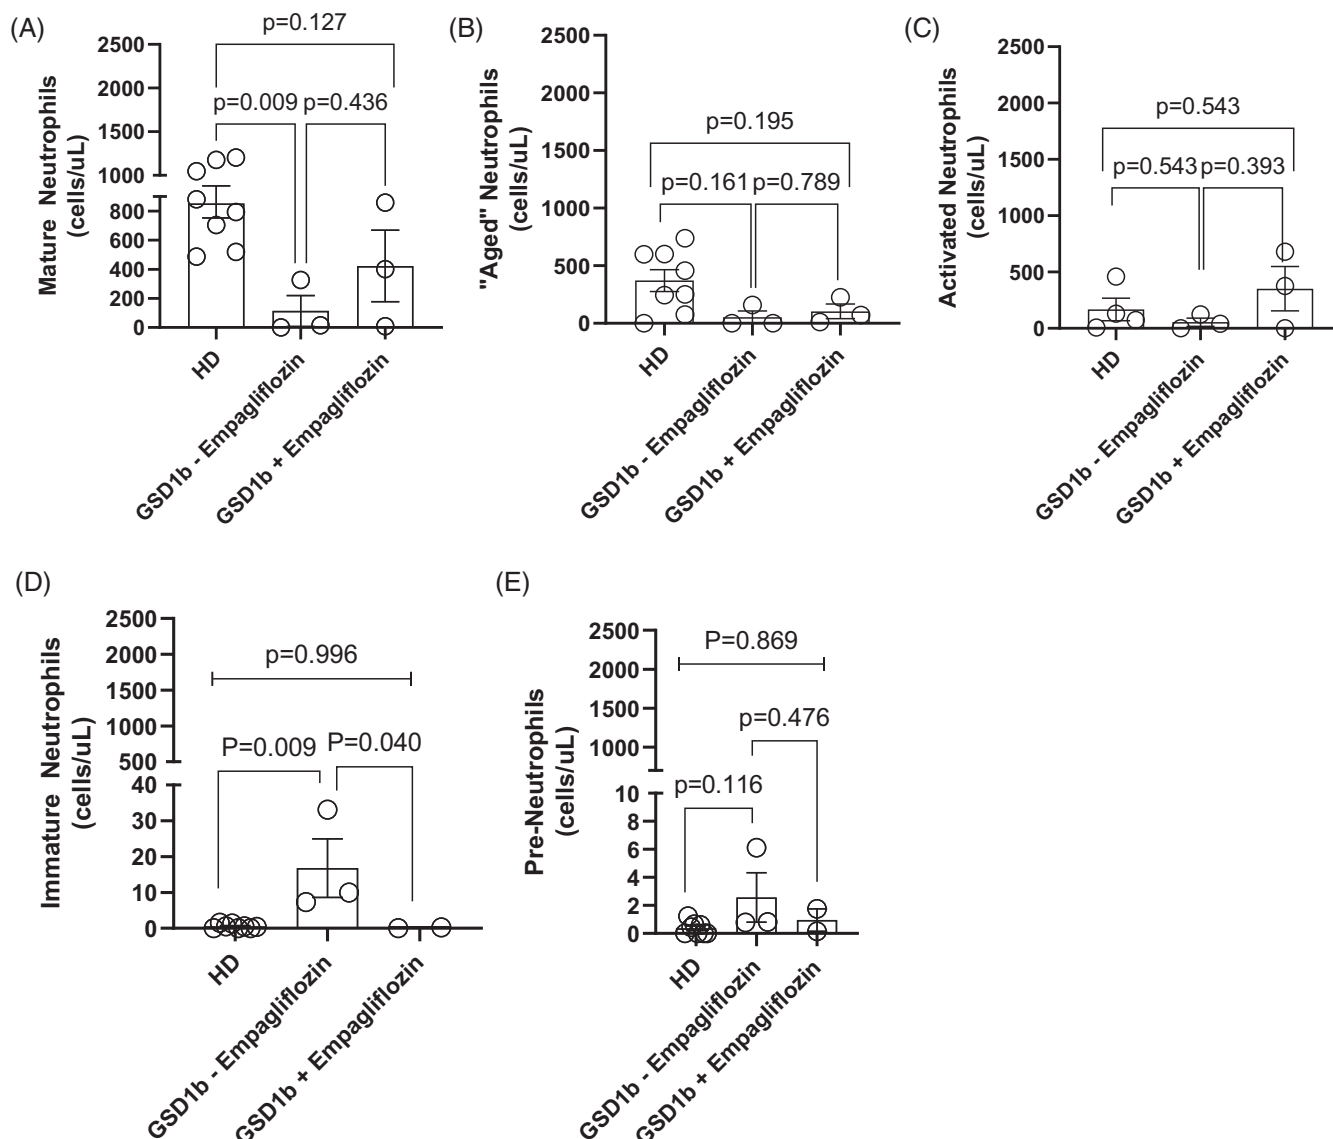 (A)
p=0.127
p=0.009 p=0.436
Mature Neutrophils
(cells/uL)
2500
2000
1500
1000
800
600
400
200
0
HD
GSD1b - Empagliflozin
GSD1b + Empagliflozin
(B)
p=0.195
p=0.161 p=0.789
"Aged" Neutrophils
(cells/uL)
2500
2000
1500
1000
500
0
HD
GSD1b - Empagliflozin
GSD1b + Empagliflozin
(C)
p=0.543
p=0.543 p=0.393
Activated Neutrophils
(cells/uL)
2500
2000
1500
1000
500
0
HD
GSD1b - Empagliflozin
GSD1b + Empagliflozin
(D)
p=0.996
P=0.009 P=0.040
Immature Neutrophils
(cells/uL)
2500
2000
1500
1000
500
40
30
20
10
0
HD
GSD1b - Empagliflozin
GSD1b + Empagliflozin
(E)
P=0.869
p=0.476
p=0.116
Pre-Neutrophils
(cells/uL)
2500
2000
1500
1000
10
8
6
4
2
0
HD
GSD1b - Empagliflozin
GSD1b + Empagliflozin